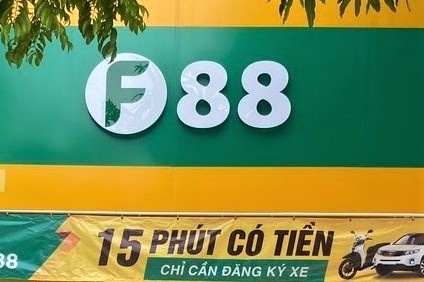 F88
15 PHÚT CÓ TIỀN
CHỈ CẦN ĐĂNG KÝ XE
88